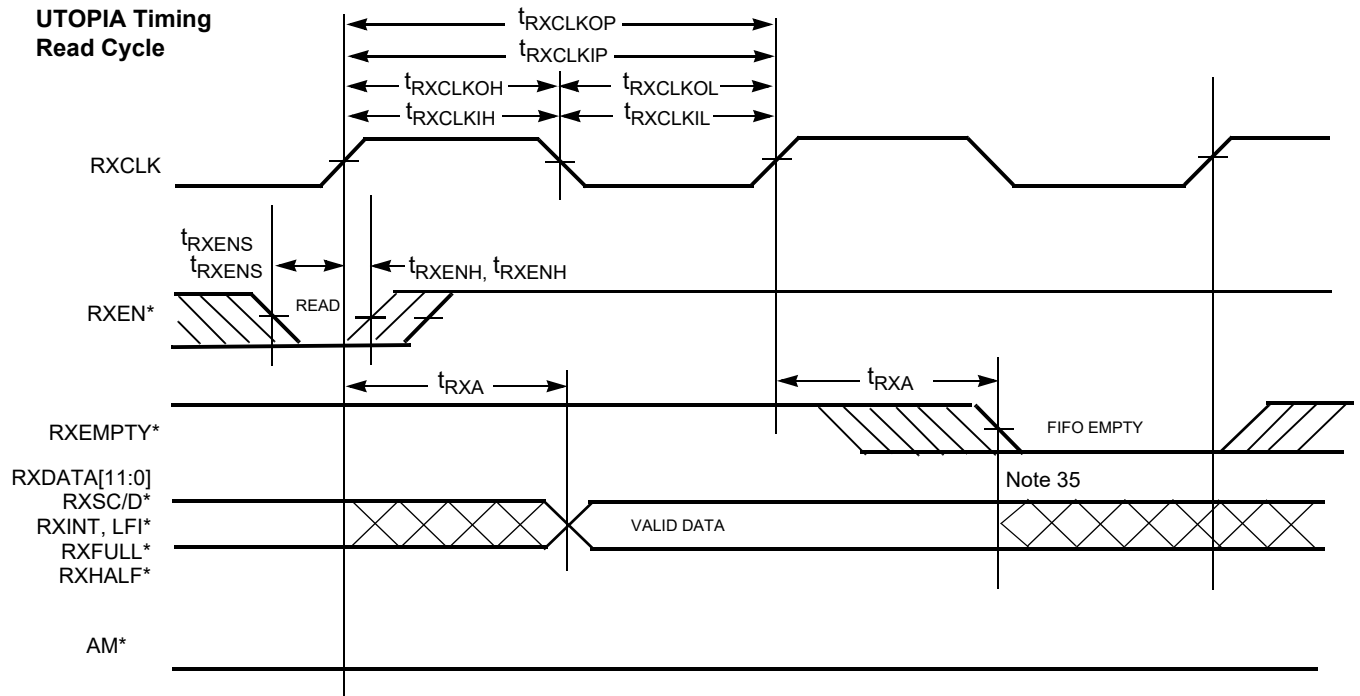 UTOPIA Timing
Read Cycle
tRXCLKOP
tRXCLKIP
tRXCLKOH
tRXCLKOL
tRXCLKIH
tRXCLKIL
RXCLK
tRXENS
tRXENS
tRXENH, tRXENH
RXEN*
READ
tRXA
tRXA
RXEMPTY*
FIFO EMPTY
RXDATA[11:0]
Note 35
RXSC/D*
RXINT, LFI*
VALID DATA
RXFULL*
RXHALF*
AM*